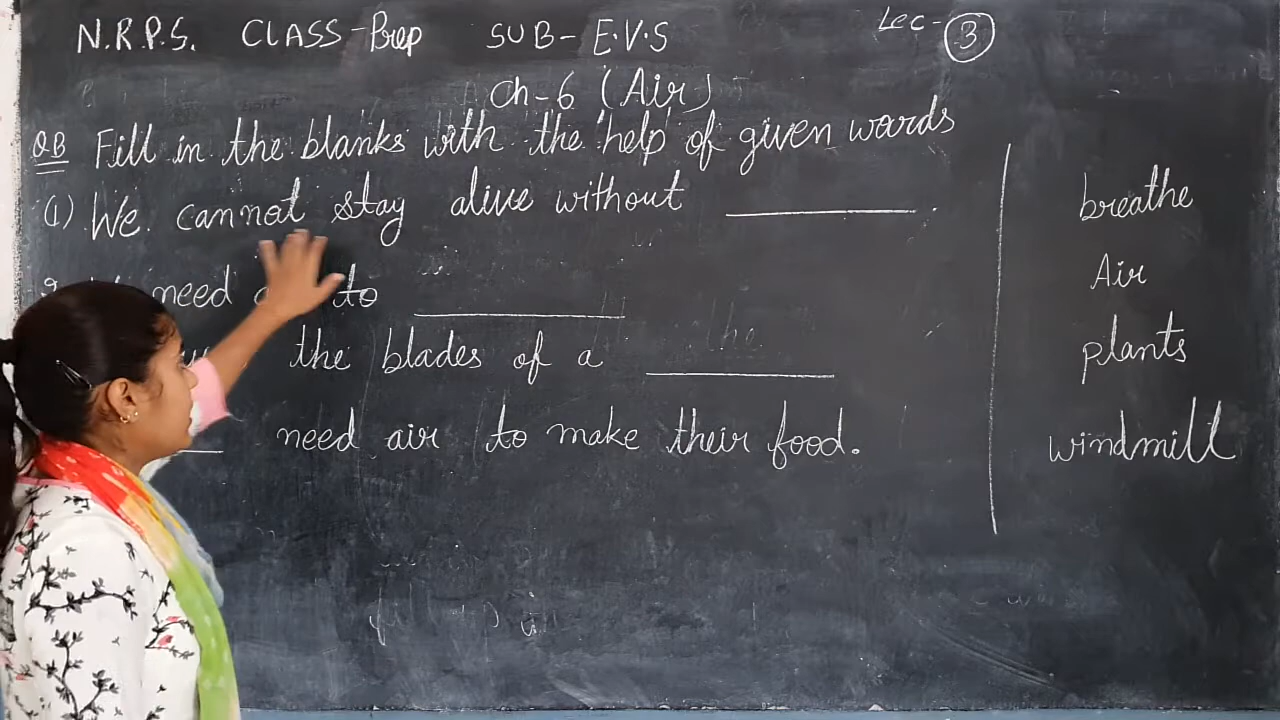 N.R.P.S. CLASS-Prep SUB- E.V.S Lec- 3
Ch-6 (Air)
QB Fill in the blanks with the help of given words
(1) We cannot stay alive without ________.
need to ________
the blades of a ________
____ need air to make their food.
breathe
Air
plants
windmill